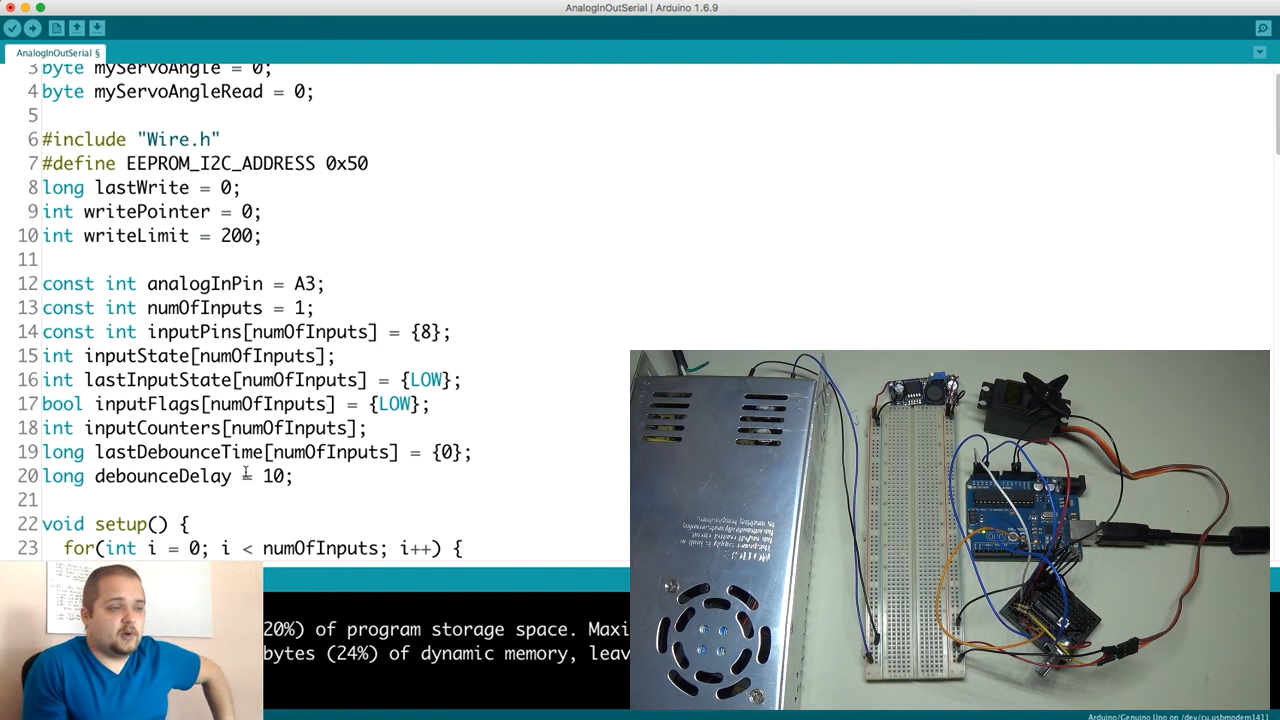 AnalogInOutSerial | Arduino 1.6.9
AnalogInOutSerial §
3 byte myServoAngle = 0;
4 byte myServoAngleRead = 0;
5
6 #include "Wire.h"
7 #define EEPROM_I2C_ADDRESS 0x50
8 long lastWrite = 0;
9 int writePointer = 0;
10 int writeLimit = 200;
11
12 const int analogInPin = A3;
13 const int numOfInputs = 1;
14 const int inputPins[numOfInputs] = {8};
15 int inputState[numOfInputs];
16 int lastInputState[numOfInputs] = {LOW};
17 bool inputFlags[numOfInputs] = {LOW};
18 int inputCounters[numOfInputs];
19 long lastDebounceTime[numOfInputs] = {0};
20 long debounceDelay = 10;
21
22 void setup() {
23 for(int i = 0; i < numOfInputs; i++) {
20%) of program storage space. Maxi
bytes (24%) of dynamic memory, leav
Arduino/Genuino Uno on /dev/cu.usbmodem1411